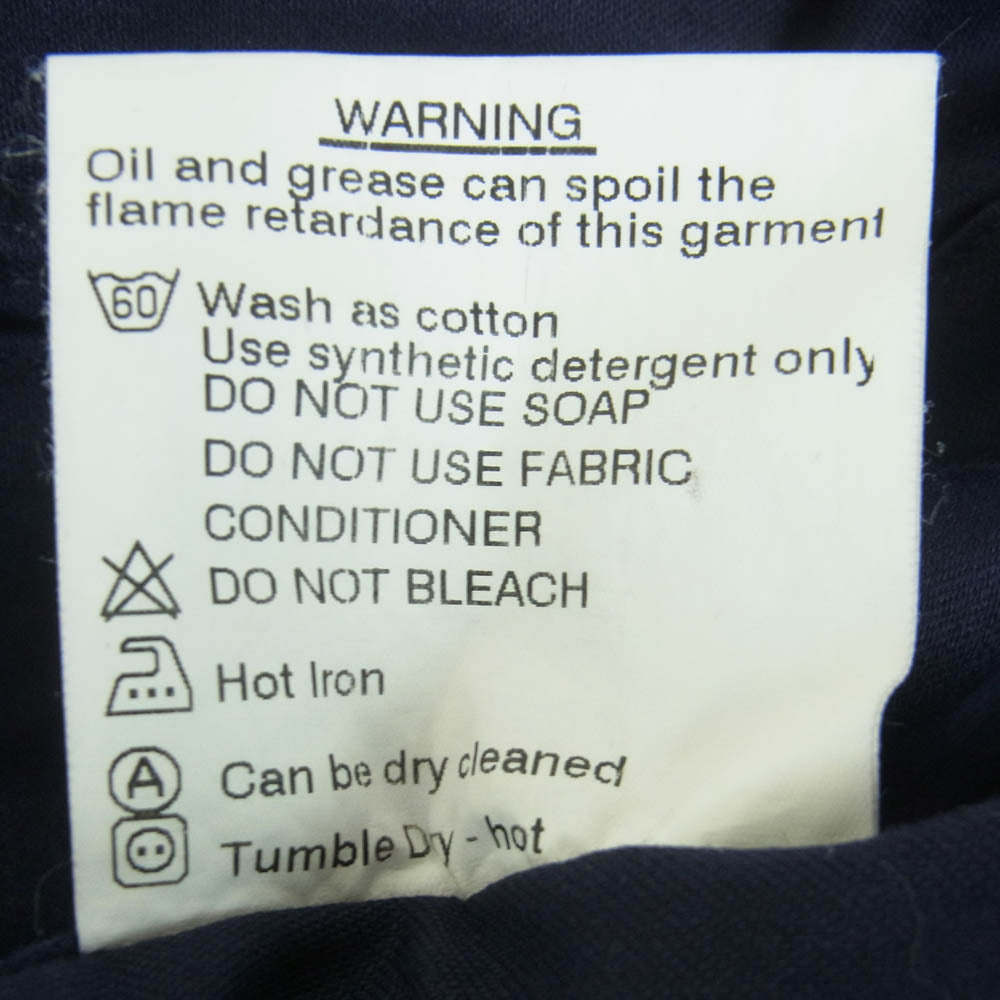 WARNING
Oil and grease can spoil the
flame retardance of this garment
60 Wash as cotton
Use synthetic detergent only
DO NOT USE SOAP
DO NOT USE FABRIC
CONDITIONER
DO NOT BLEACH
Hot Iron
A Can be dry cleaned
Tumble Dry - hot